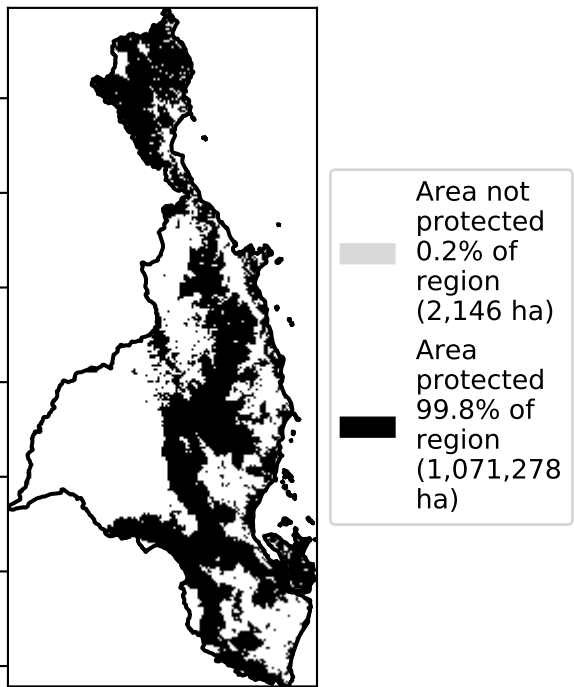 Area not
protected
0.2% of
region
(2,146 ha)
Area
protected
99.8% of
region
(1,071,278
ha)